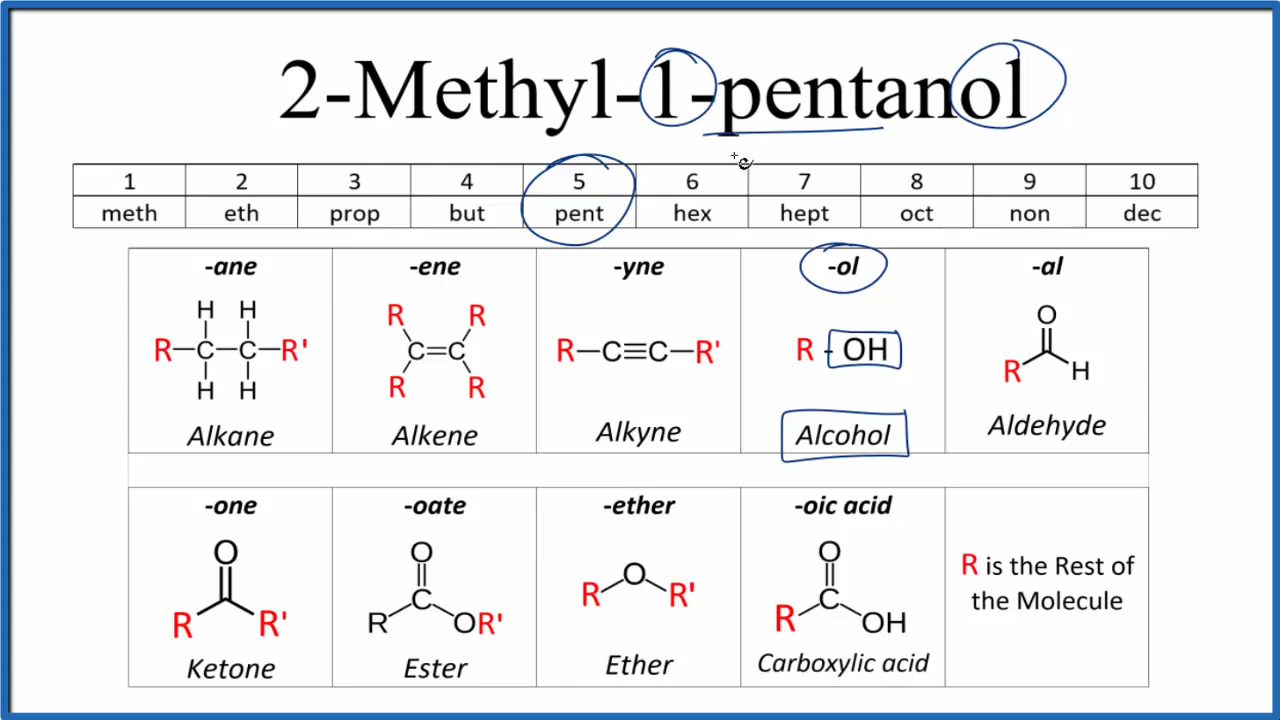 2-Methyl-1-pentanol
1 2 3 4 5 6 7 8 9 10
meth eth prop but pent hex hept oct non dec
-ane -ene -yne -ol -al
H H R R O
R C C R' C C R C C R' R - OH
H H R R R H
Alkane Alkene Alkyne Alcohol Aldehyde
-one -oate -ether -oic acid
O O O O
R R' R C OR' R R' R C OH
R is the Rest of
the Molecule
Ketone Ester Ether Carboxylic acid